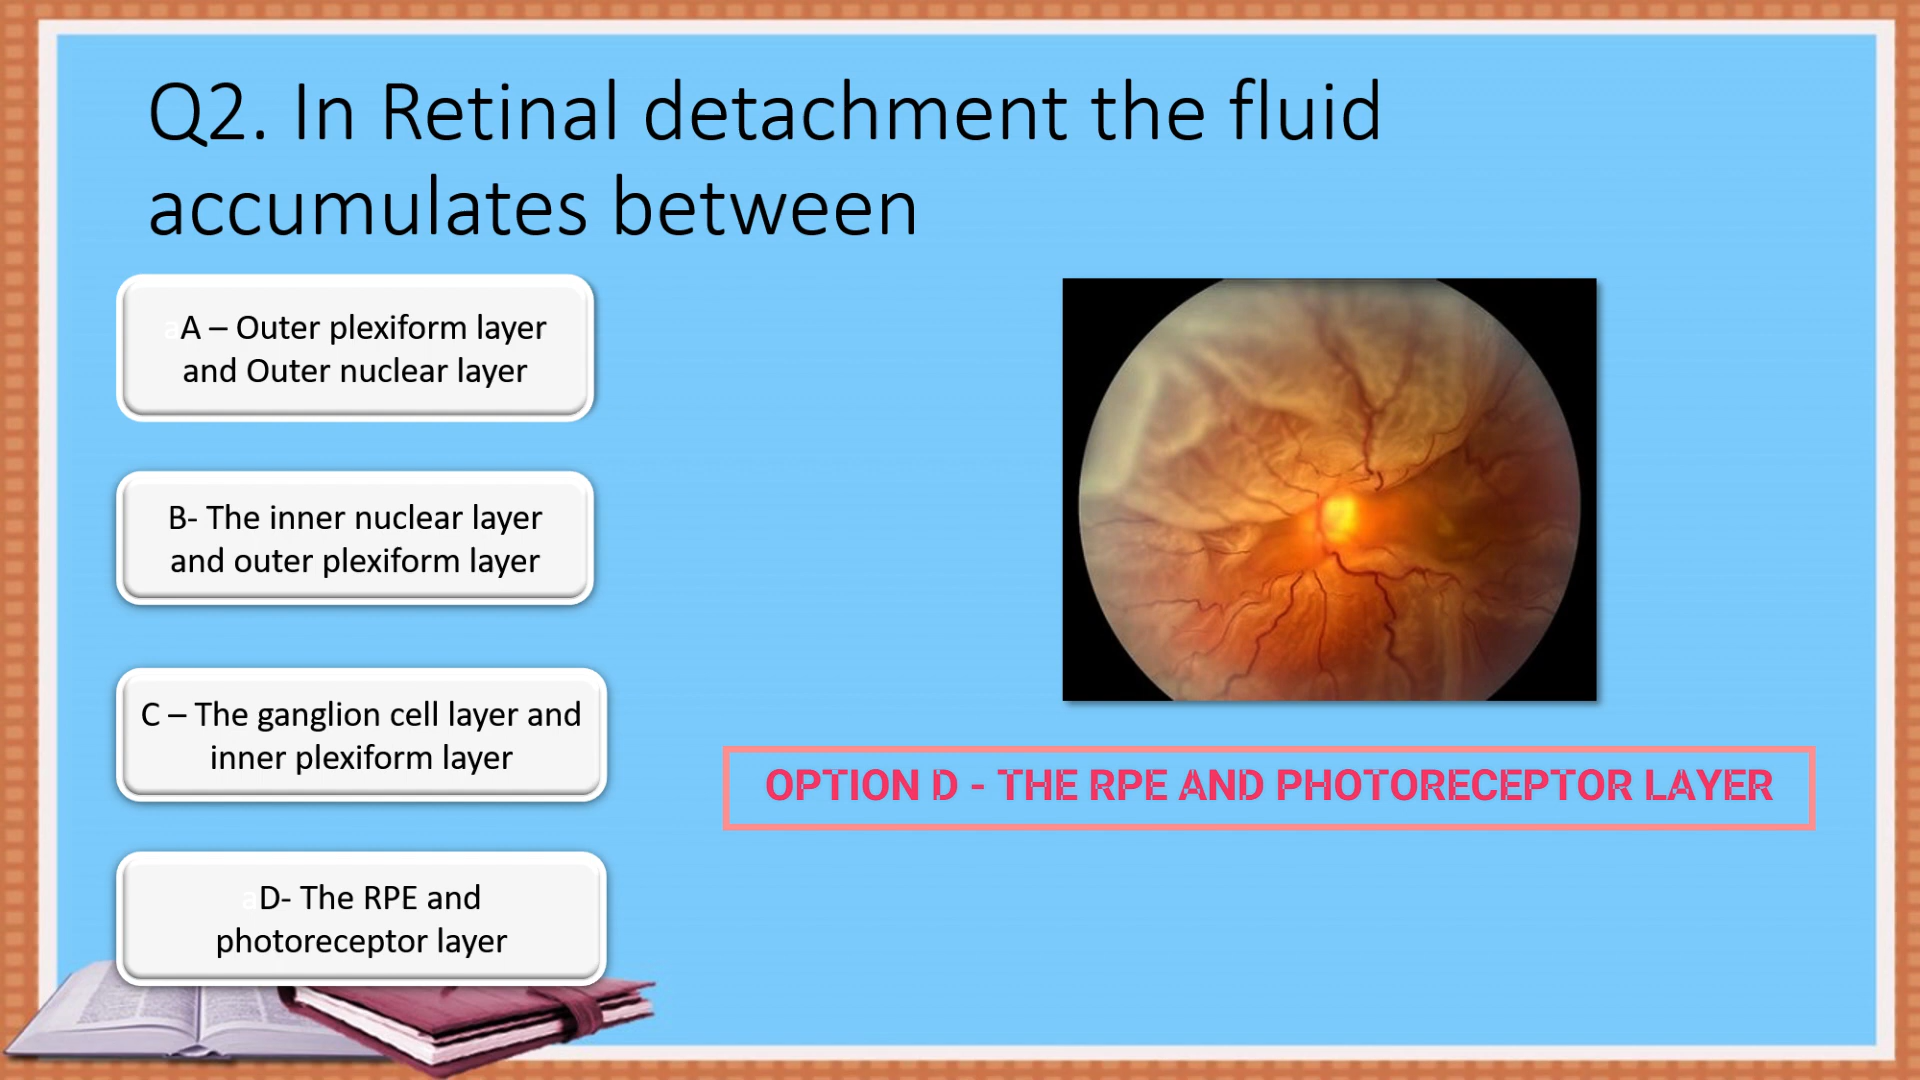 Q2. In Retinal detachment the fluid
accumulates between
aA – Outer plexiform layer
and Outer nuclear layer
B- The inner nuclear layer
and outer plexiform layer
C – The ganglion cell layer and
inner plexiform layer
aD- The RPE and
photoreceptor layer
OPTION D - THE RPE AND PHOTORECEPTOR LAYER